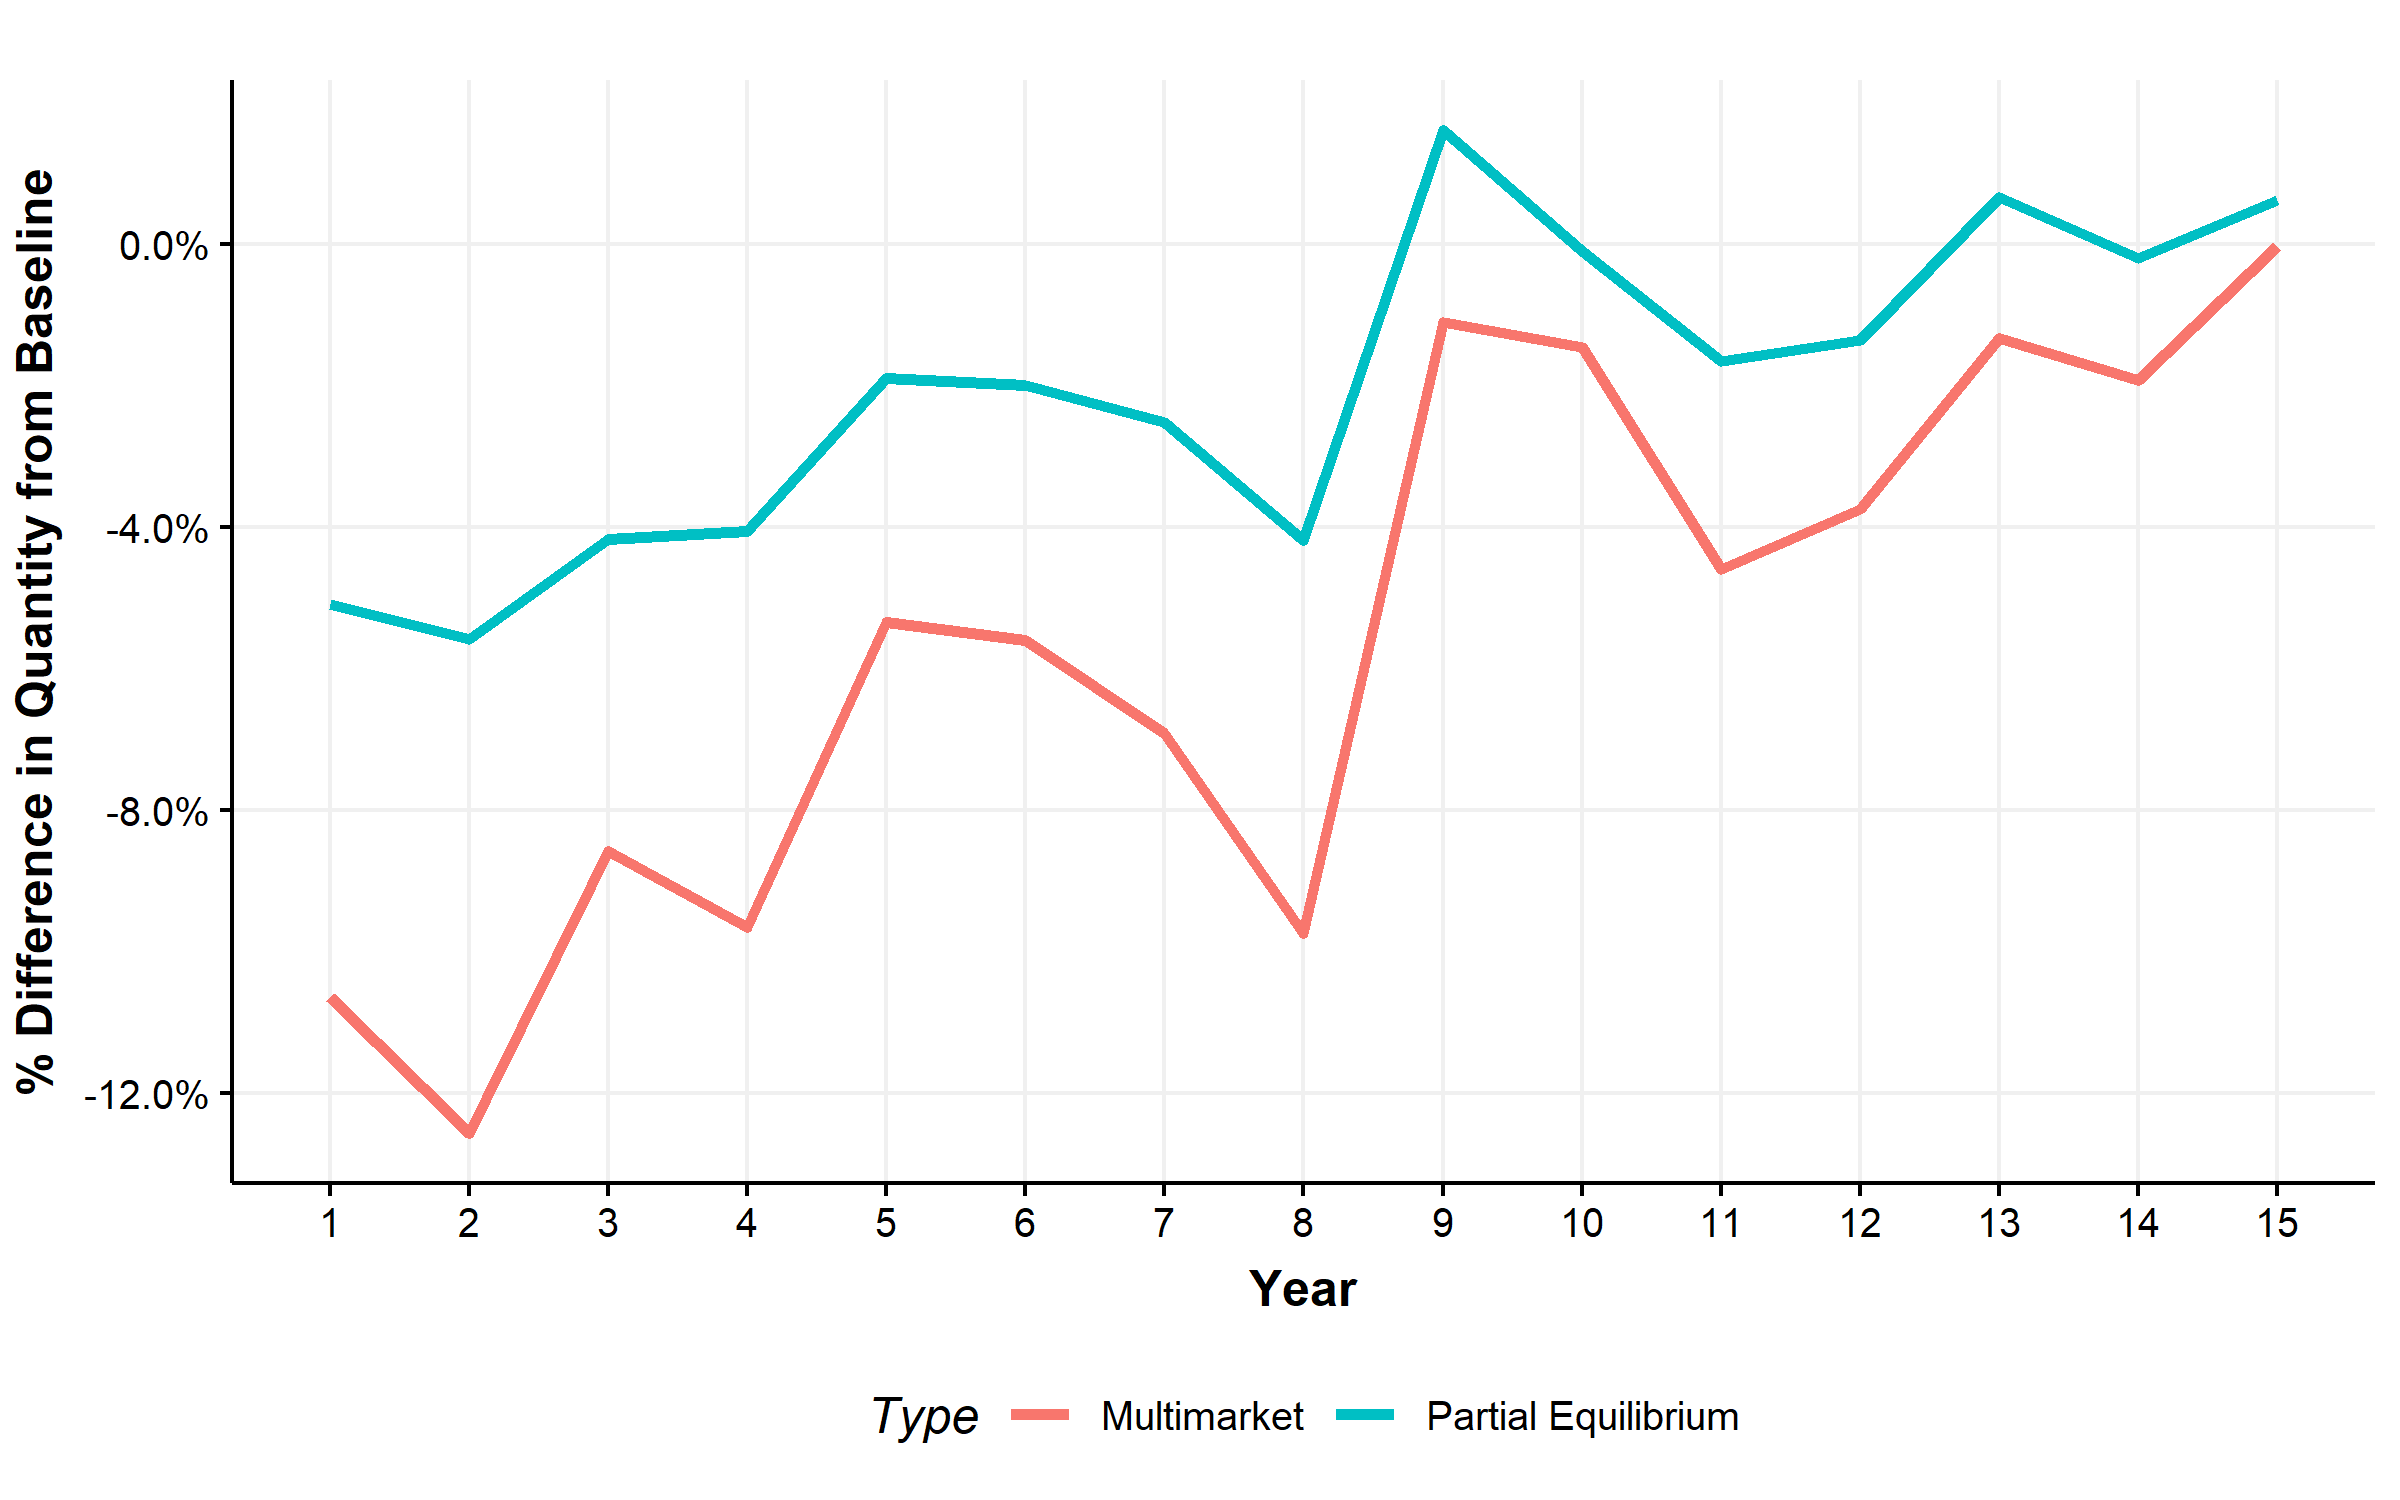 % Difference in Quantity from Baseline
0.0%
-4.0%
-8.0%
-12.0%
1 2 3 4 5 6 7 8 9 10 11 12 13 14 15
Year
Type Multimarket Partial Equilibrium